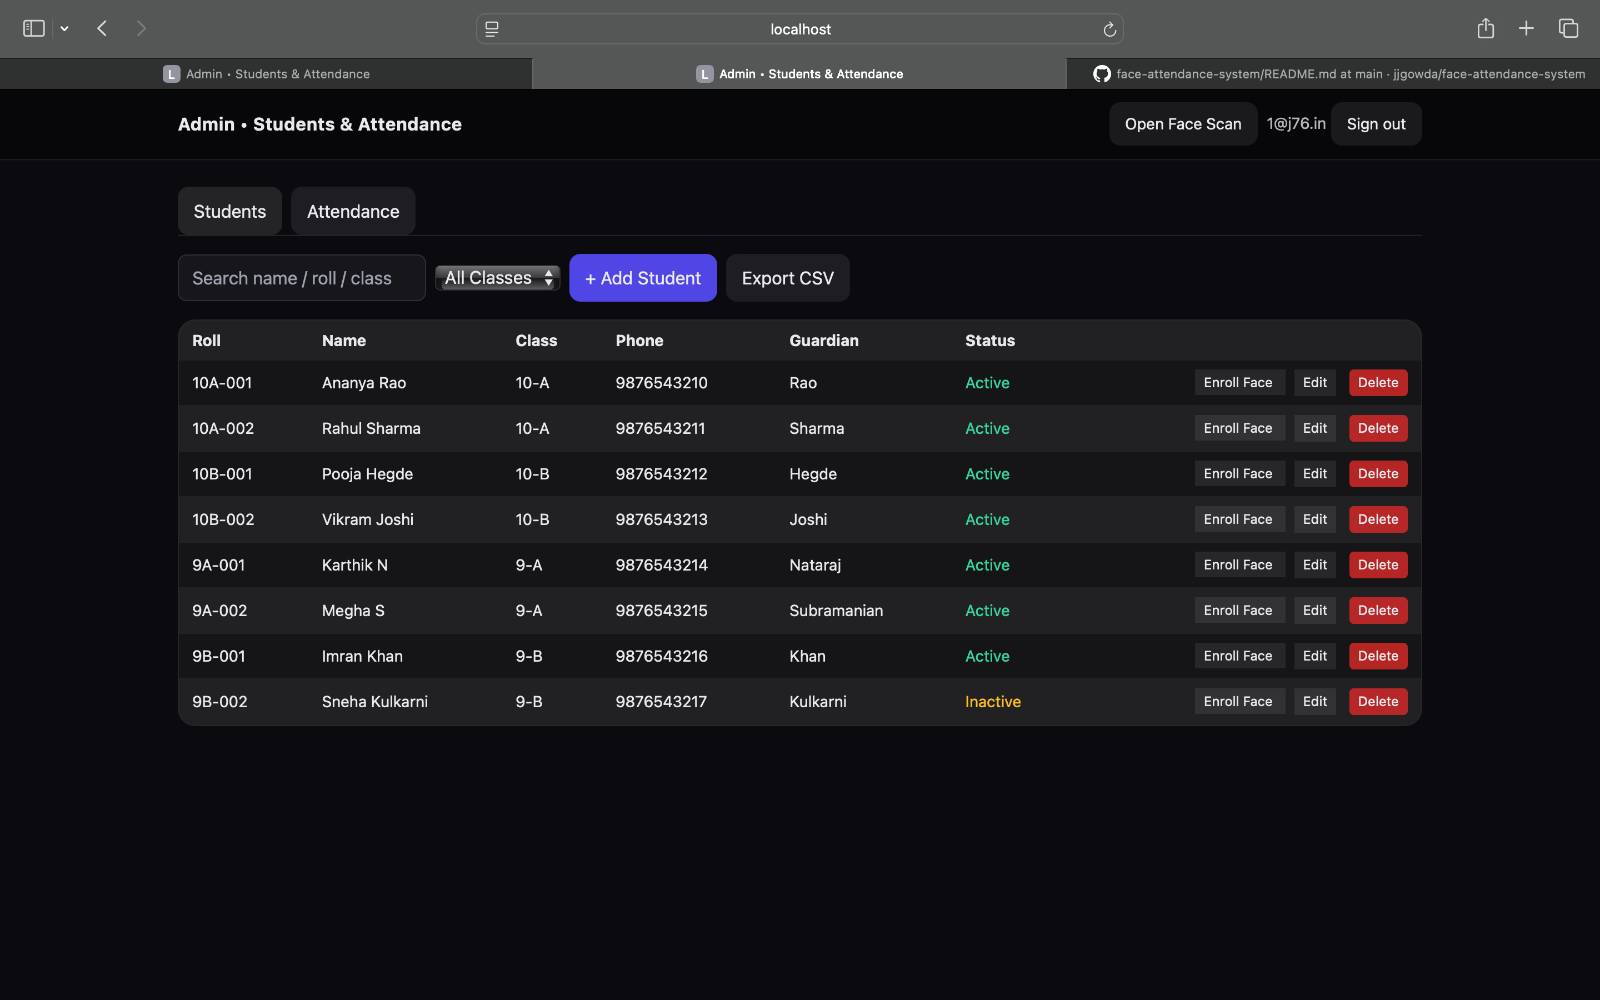 localhost
L Admin • Students & Attendance
L Admin • Students & Attendance
face-attendance-system/README.md at main · jjgowda/face-attendance-system
Admin • Students & Attendance
Open Face Scan 1@j76.in Sign out
Students Attendance
Search name / roll / class All Classes + Add Student Export CSV
Roll Name Class Phone Guardian Status
10A-001 Ananya Rao 10-A 9876543210 Rao Active Enroll Face Edit Delete
10A-002 Rahul Sharma 10-A 9876543211 Sharma Active Enroll Face Edit Delete
10B-001 Pooja Hegde 10-B 9876543212 Hegde Active Enroll Face Edit Delete
10B-002 Vikram Joshi 10-B 9876543213 Joshi Active Enroll Face Edit Delete
9A-001 Karthik N 9-A 9876543214 Nataraj Active Enroll Face Edit Delete
9A-002 Megha S 9-A 9876543215 Subramanian Active Enroll Face Edit Delete
9B-001 Imran Khan 9-B 9876543216 Khan Active Enroll Face Edit Delete
9B-002 Sneha Kulkarni 9-B 9876543217 Kulkarni Inactive Enroll Face Edit Delete